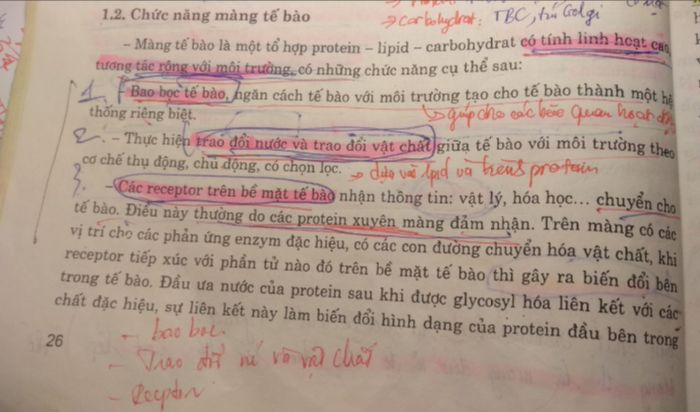 → Carbohydrat: TBC, túi Golgi
1.2. Chức năng màng tế bào
– Màng tế bào là một tổ hợp protein – lipid – carbohydrat có tính linh hoạt cao,
tương tác rộng với môi trường, có những chức năng cụ thể sau:
1. – Bao bọc tế bào, ngăn cách tế bào với môi trường tạo cho tế bào thành một hệ
thống riêng biệt.
→ giúp cho các bào quan hoạt
2. – Thực hiện trao đổi nước và trao đổi vật chất giữa tế bào với môi trường theo
cơ chế thụ động, chủ động, có chọn lọc.
→ dựa vào lipid và protein
3. – Các receptor trên bề mặt tế bào nhận thông tin: vật lý, hóa học... chuyển cho
tế bào. Điều này thường do các protein xuyên màng đảm nhận. Trên màng có các
vị trí cho các phản ứng enzym đặc hiệu, có các con đường chuyển hóa vật chất, khi
receptor tiếp xúc với phần tử nào đó trên bề mặt tế bào thì gây ra biến đổi bên
trong tế bào. Đầu ưa nước của protein sau khi được glycosyl hóa liên kết với các
chất đặc hiệu, sự liên kết này làm biến đổi hình dạng của protein đầu bên trong
26
– bao bọc
– Trao đổi và vật chất
– Receptor